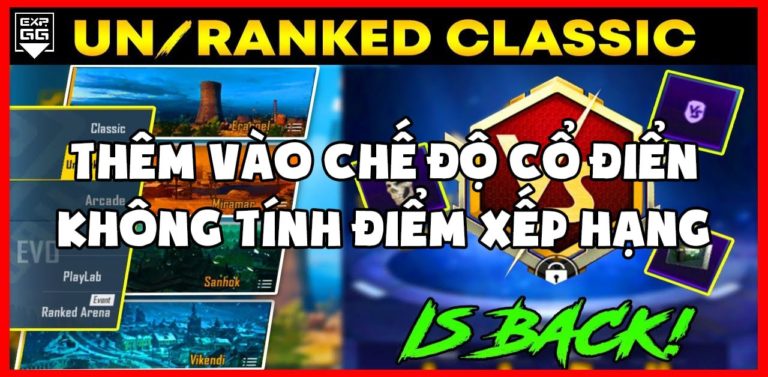 EXP.
GG
UN/RANKED CLASSIC
Classic
Erangel
THÊM VÀO CHẾ ĐỘ CỔ ĐIỂN
Arcade
Miramar
KHÔNG TÍNH ĐIỂM XẾP HẠNG
EVO
PlayLab
Sanhok
Event
Ranked Arena
IS BACK!
Vikendi